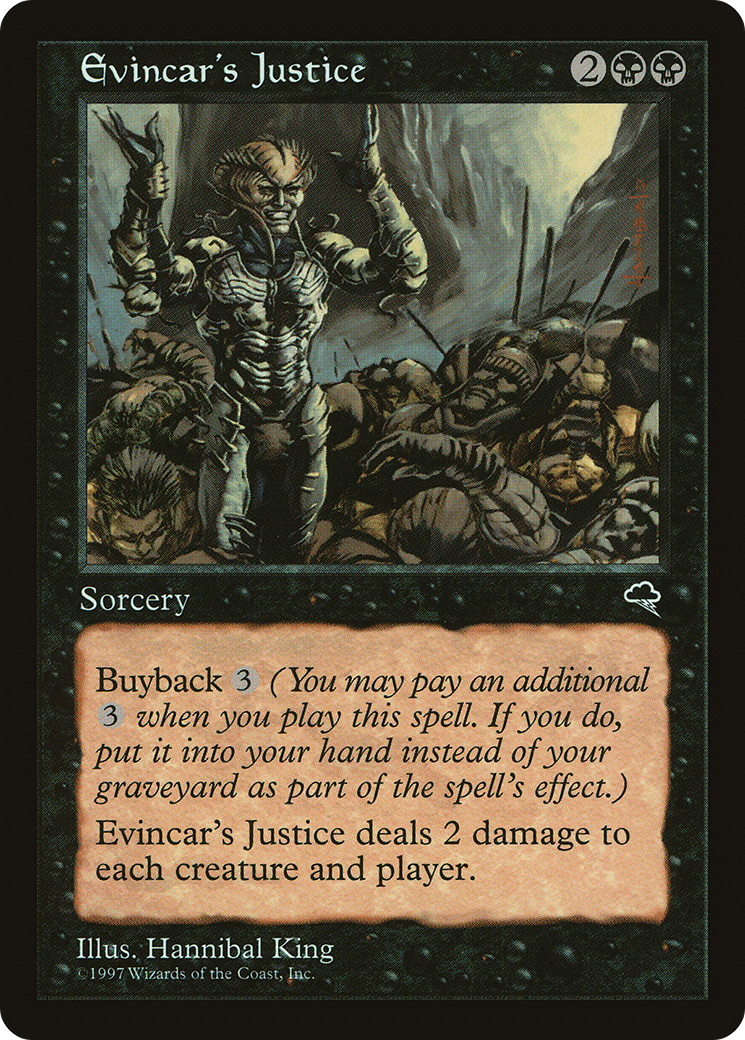 Evincar's Justice 2
Sorcery
Buyback 3 (You may pay an additional
3 when you play this spell. If you do,
put it into your hand instead of your
graveyard as part of the spell's effect.)
Evincar's Justice deals 2 damage to
each creature and player.
Illus. Hannibal King
©1997 Wizards of the Coast, Inc.